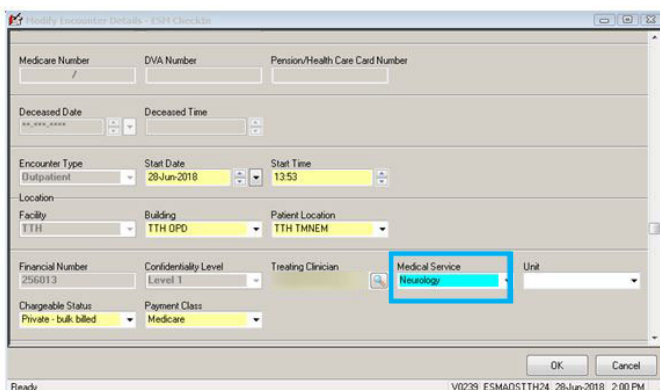 Modify Encounter Details - ESM CheckIn
Medicare Number DVA Number Pension/Health Care Card Number
/
Deceased Date Deceased Time
**-***-****
Encounter Type Start Date Start Time
Outpatient 28-Jun-2018 13:53
Location
Facility Building Patient Location
TTH TTH OPD TTH TMNEM
Financial Number Confidentiality Level Treating Clinician Medical Service Unit
256013 Level 1 Neurology
Chargeable Status Payment Class
Private - bulk billed Medicare
OK Cancel
Ready V0239 ESMAOSTTH24 28-Jun-2018 2:00 PM